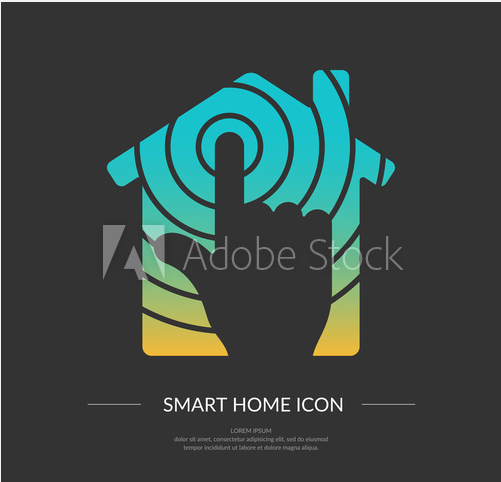 Adobe Stock
SMART HOME ICON
LOREM IPSUM
dolor sit amet, consectetur adipiscing elit, sed do eiusmod
tempor incididunt ut labore et dolore magna aliqua.